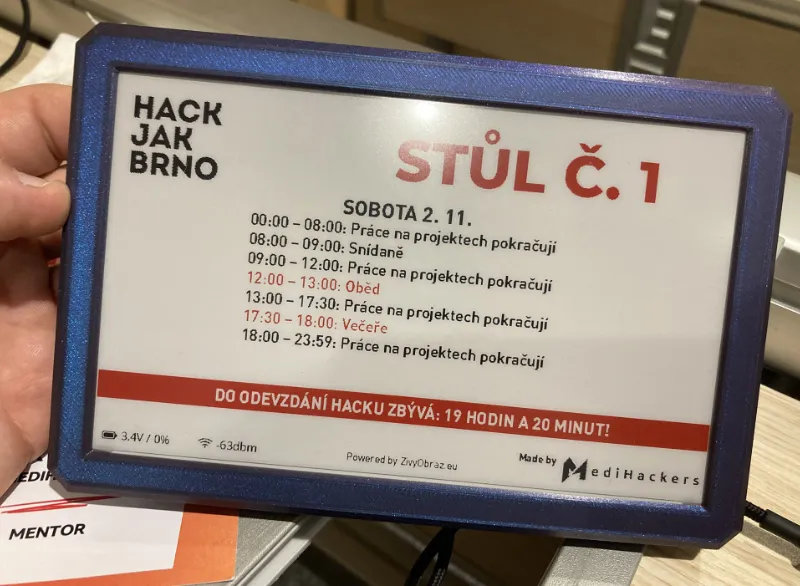 HACK
JAK
BRNO
STŮL Č. 1
SOBOTA 2. 11.
00:00 – 08:00: Práce na projektech pokračují
08:00 – 09:00: Snídaně
09:00 – 12:00: Práce na projektech pokračují
12:00 – 13:00: Oběd
13:00 – 17:30: Práce na projektech pokračují
17:30 – 18:00: Večeře
18:00 – 23:59: Práce na projektech pokračují
DO ODEVZDÁNÍ HACKU ZBÝVÁ: 19 HODIN A 20 MINUT!
3.4V / 0%
-63dbm
Powered by ZivyObraz.eu
Made by
MediHackers
MENTOR